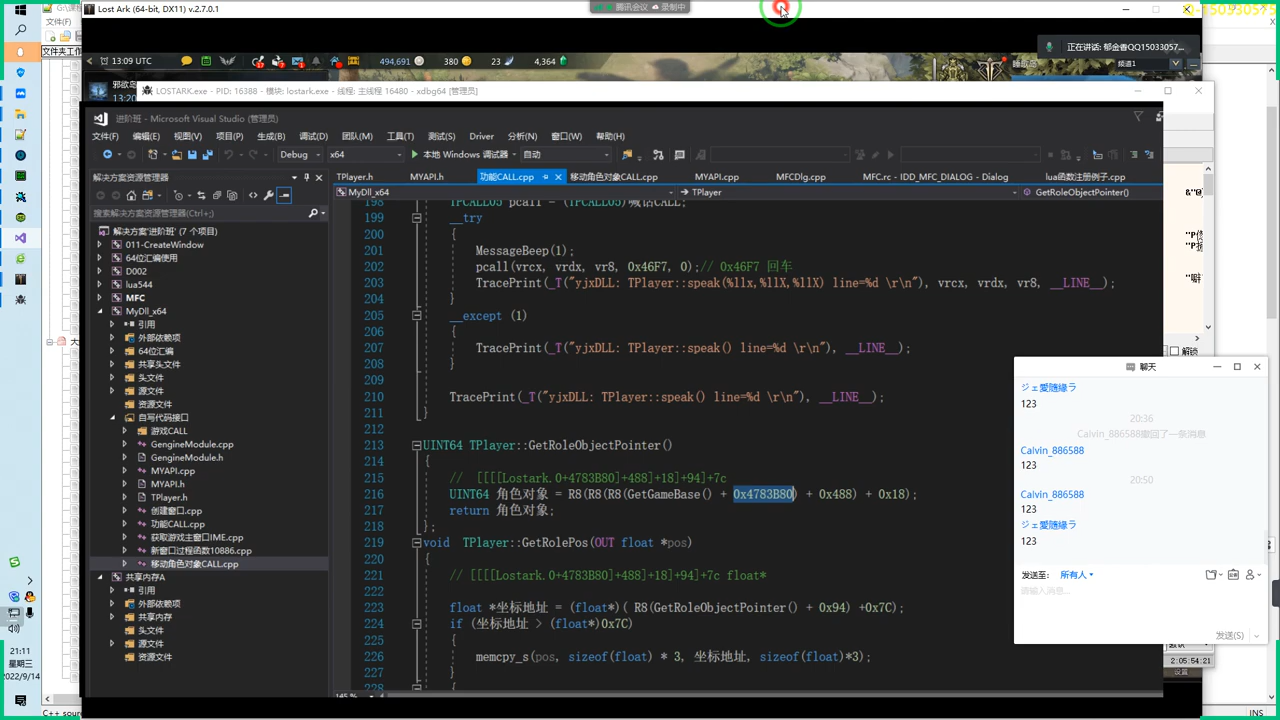 Lost Ark (64-bit, DX11) v.2.7.0.1
腾讯会议 录制中
正在讲话: 郁金香QQ15033057...
13:09 UTC
494,691
380
23
4,364
频道1
LOSTARK.exe - PID: 16388 - 模块: lostark.exe - 线程: 主线程 16480 - xdbg64 [管理员]
进阶班 - Microsoft Visual Studio (管理员)
文件(F) 编辑(E) 视图(V) 项目(P) 生成(B) 调试(D) 团队(M) 工具(T) 测试(S) Driver 分析(N) 窗口(W) 帮助(H)
Debug x64 本地 Windows 调试器 自动
解决方案资源管理器
TPlayer.h MYAPI.h 功能CALL.cpp 移动角色对象CALL.cpp MYAPI.cpp MFCDlg.cpp MFC.rc - IDD_MFC_DIALOG - Dialog lua函数注册例子.cpp
MyDll_x64 TPlayer GetRoleObjectPointer()
搜索解决方案资源管理器(Ctrl+;)
解决方案'进阶班' (7 个项目)
011-CreateWindow
64位汇编使用
D002
lua544
MFC
MyDll_x64
引用
外部依赖项
64位汇编
共享头文件
头文件
源文件
资源文件
自写代码接口
游戏CALL
GengineModule.cpp
GengineModule.h
MYAPI.cpp
MYAPI.h
TPlayer.h
创建窗口.cpp
功能CALL.cpp
获取游戏主窗口IME.cpp
新窗口过程函数10886.cpp
移动角色对象CALL.cpp
共享内存A
引用
外部依赖项
共享内存
头文件
源文件
资源文件
198 TPCALL05 pcall = (TPCALL05)喊话CALL;
199 __try
200 {
201 MessageBeep(1);
202 pcall(vrcx, vrdx, vr8, 0x46F7, 0);// 0x46F7 回车
203 TracePrint(_T("yjxDLL: TPlayer::speak(%llx,%llX,%llX) line=%d \r\n"), vrcx, vrdx, vr8, __LINE__);
204 }
205 __except (1)
206 {
207 TracePrint(_T("yjxDLL: TPlayer::speak() line=%d \r\n"), __LINE__);
208 }
209
210 TracePrint(_T("yjxDLL: TPlayer::speak() line=%d \r\n"), __LINE__);
211 }
212
213 UINT64 TPlayer::GetRoleObjectPointer()
214 {
215 // [[[[Lostark.0+4783B80]+488]+18]+94]+7c
216 UINT64 角色对象 = R8(R8(R8(GetGameBase() + 0x4783B80) + 0x488) + 0x18);
217 return 角色对象;
218 };
219 void TPlayer::GetRolePos(OUT float *pos)
220 {
221 // [[[[Lostark.0+4783B80]+488]+18]+94]+7c float*
222
223 float *坐标地址 = (float*)( R8(GetRoleObjectPointer() + 0x94) +0x7C);
224 if (坐标地址 > (float*)0x7C)
225 {
226 memcpy_s(pos, sizeof(float) * 3, 坐标地址, sizeof(float)*3);
227 }
228 {
145 %
聊天
ジェ愛隨緣ラ
123
20:36
Calvin_886588撤回了一条消息
Calvin_886588
123
20:50
Calvin_886588
123
ジェ愛隨緣ラ
123
发送至: 所有人
请输入消息...
发送(S)
解锁
2:05:54:21
设置
21:11
星期三
2022/9/14
INS